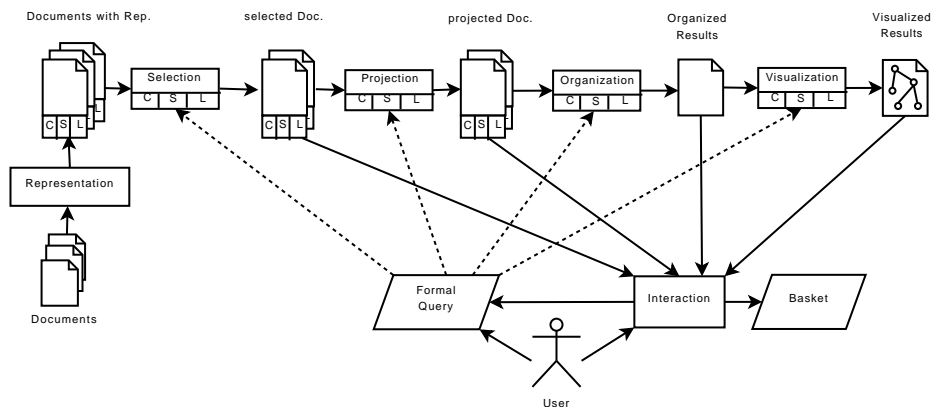 Documents with Rep.
selected Doc.
projected Doc.
Organized
Results
Visualized
Results
Selection
C S L
Projection
C S L
Organization
C S L
Visualization
C S L
C S L
L
C S L
C S L
Representation
Documents
Formal
Query
Interaction
Basket
User